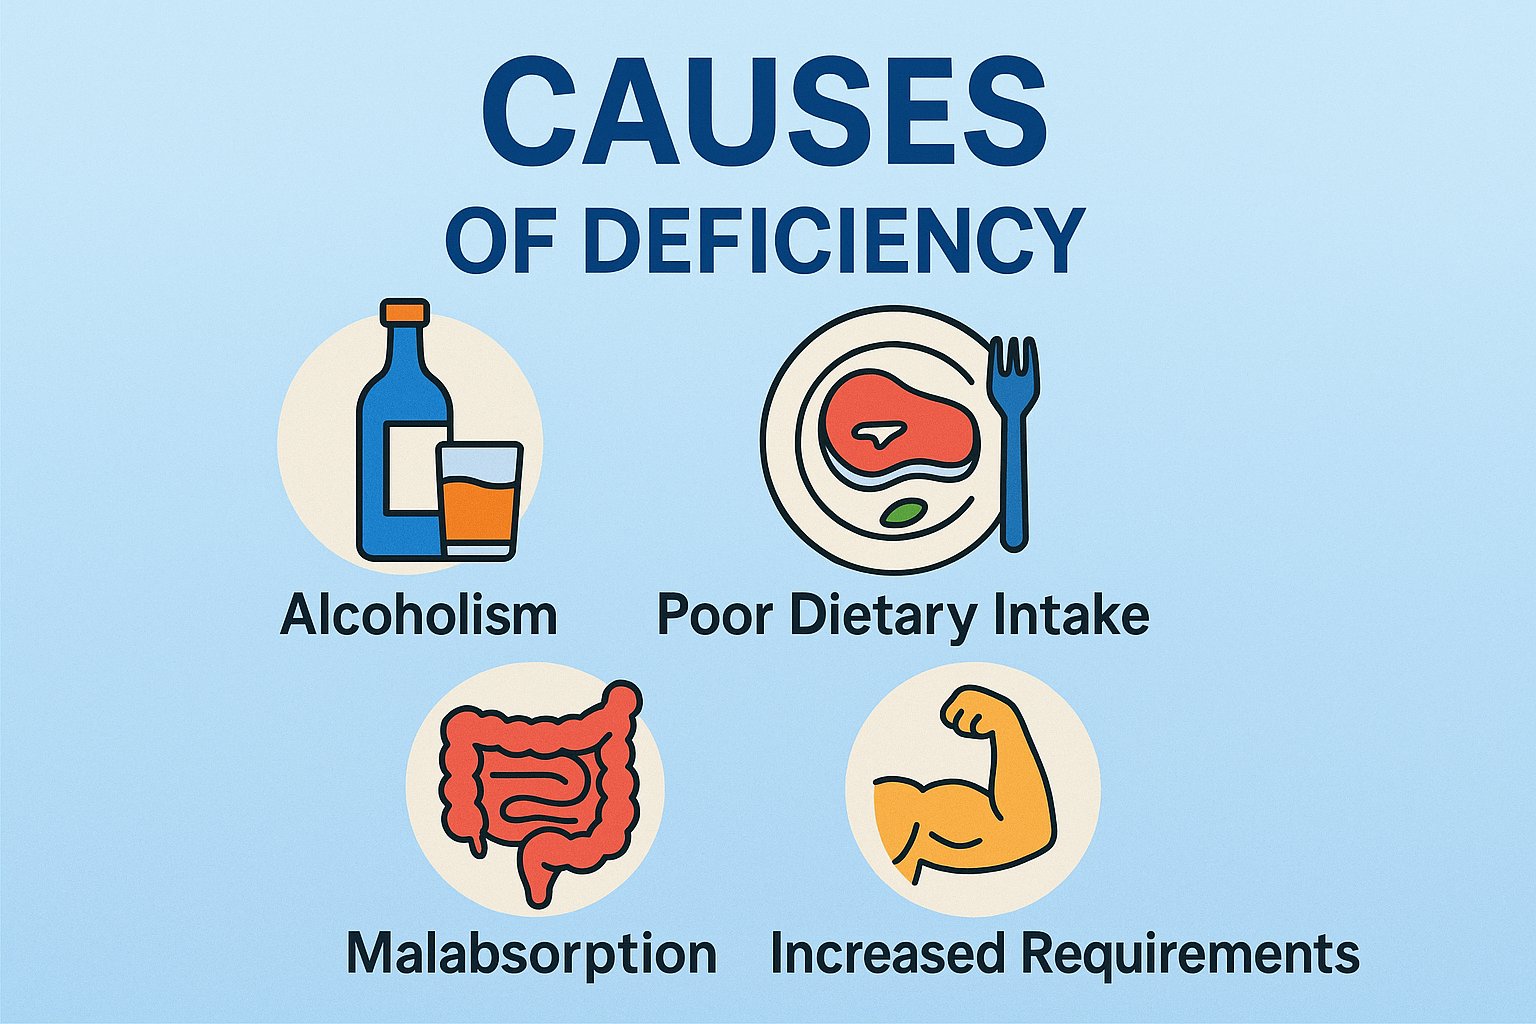 CAUSES
OF DEFICIENCY
Alcoholism
Poor Dietary Intake
Malabsorption
Increased Requirements